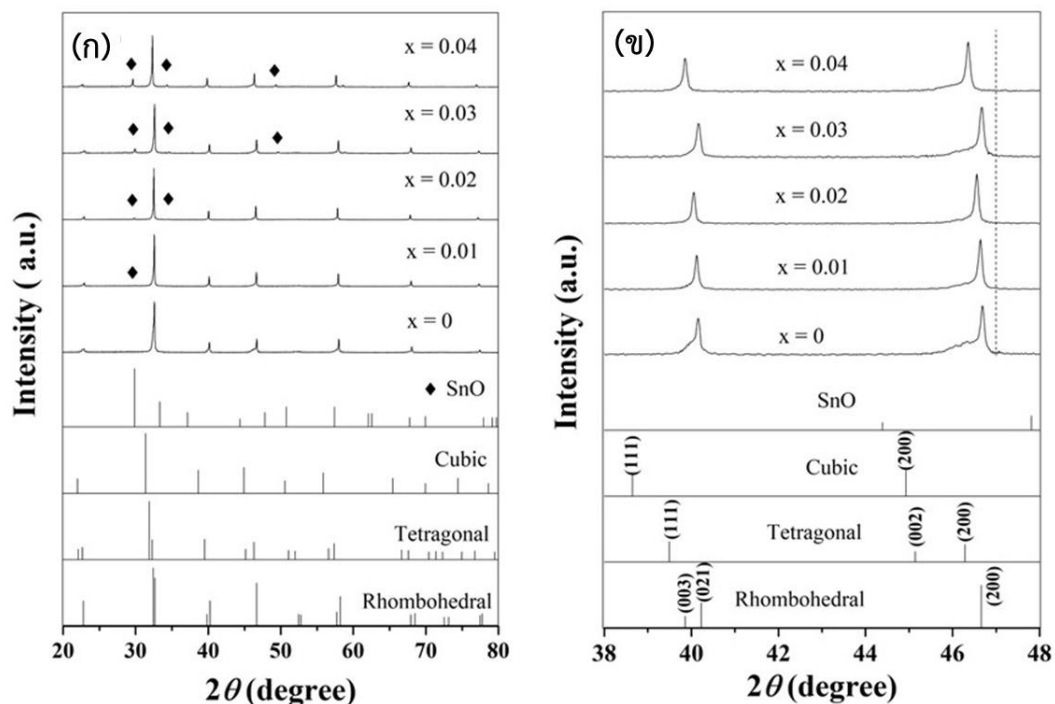 (ก)
x = 0.04
x = 0.03
x = 0.02
x = 0.01
x = 0
♦ SnO
Cubic
Tetragonal
Rhombohedral
Intensity ( a.u.)
20 30 40 50 60 70 80
2θ (degree)
(ข)
x = 0.04
x = 0.03
x = 0.02
x = 0.01
x = 0
SnO
(111) Cubic (200)
(111) Tetragonal (002) (200)
(003) (021) Rhombohedral (200)
Intensity (a.u.)
38 40 42 44 46 48
2θ (degree)